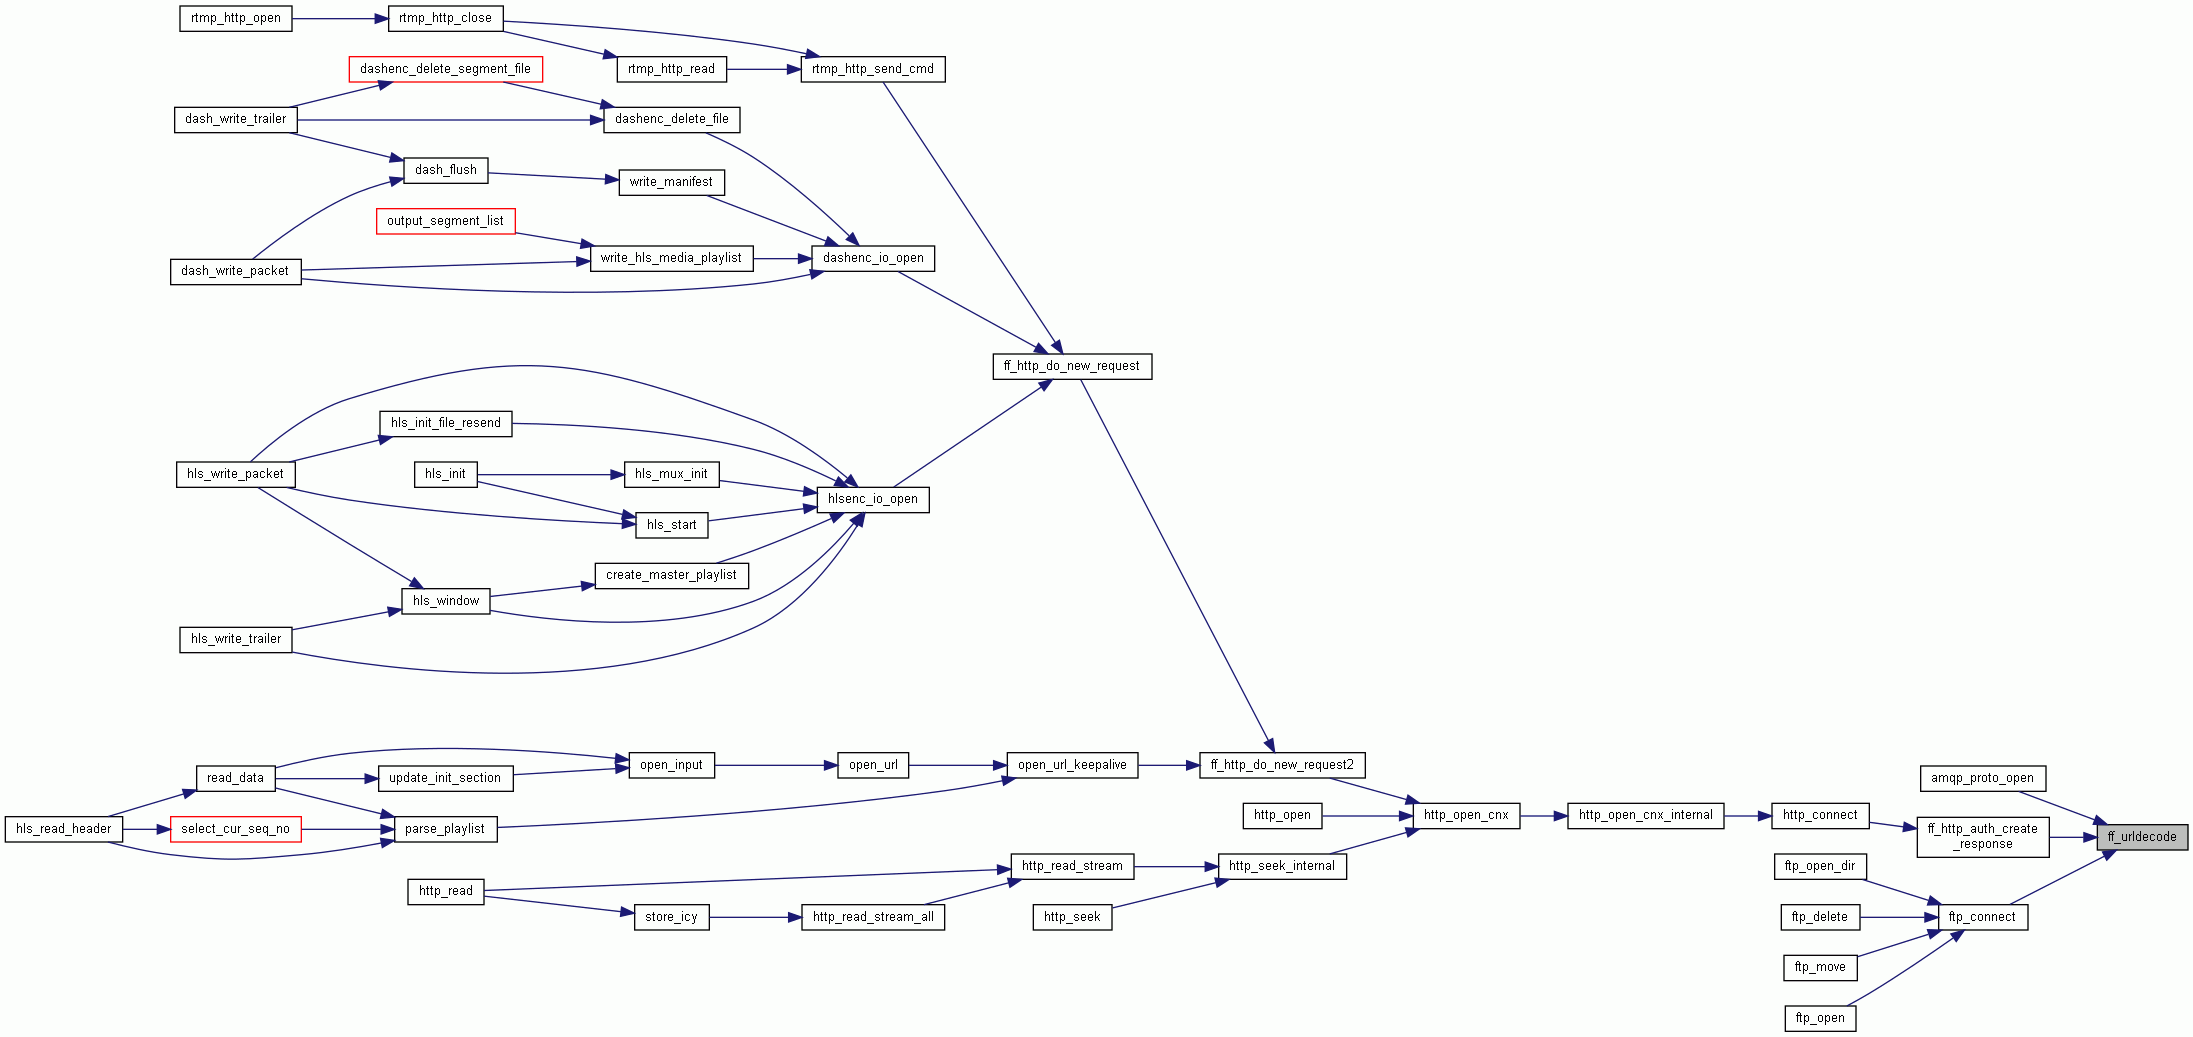 rtmp_http_open
rtmp_http_close
dashenc_delete_segment_file
rtmp_http_read
rtmp_http_send_cmd
dash_write_trailer
dashenc_delete_file
dash_flush
write_manifest
output_segment_list
dash_write_packet
write_hls_media_playlist
dashenc_io_open
ff_http_do_new_request
hls_init_file_resend
hls_write_packet
hls_init
hls_mux_init
hlsenc_io_open
hls_start
create_master_playlist
hls_window
hls_write_trailer
read_data
update_init_section
open_input
open_url
open_url_keepalive
ff_http_do_new_request2
hls_read_header
select_cur_seq_no
parse_playlist
http_open
http_open_cnx
http_open_cnx_internal
http_connect
amqp_proto_open
ff_http_auth_create
_response
ff_urldecode
http_read
store_icy
http_read_stream
http_read_stream_all
http_seek_internal
http_seek
ftp_open_dir
ftp_delete
ftp_connect
ftp_move
ftp_open